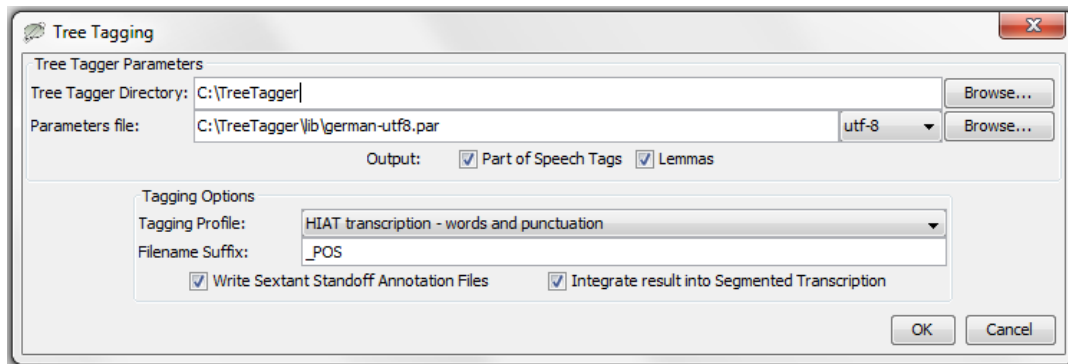 Tree Tagging
Tree Tagger Parameters
Tree Tagger Directory: C:\TreeTagger Browse...
Parameters file: C:\TreeTagger\lib\german-utf8.par utf-8 Browse...
Output: Part of Speech Tags Lemmas
Tagging Options
Tagging Profile: HIAT transcription - words and punctuation
Filename Suffix: _POS
Write Sextant Standoff Annotation Files Integrate result into Segmented Transcription
OK Cancel